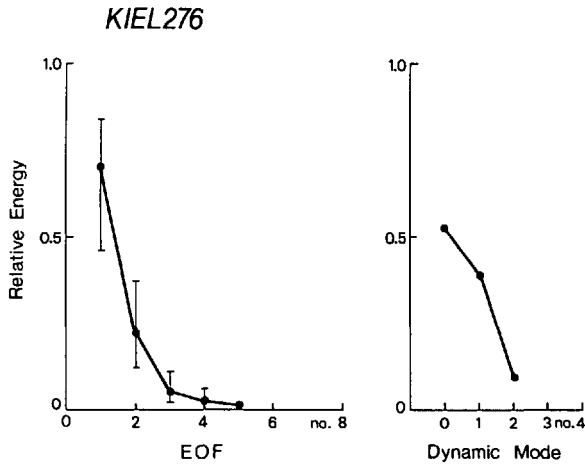 KIEL276
Relative Energy
1.0
0.5
0
0 2 4 6 no. 8
EOF
1.0
0.5
0
0 1 2 3 no. 4
Dynamic Mode